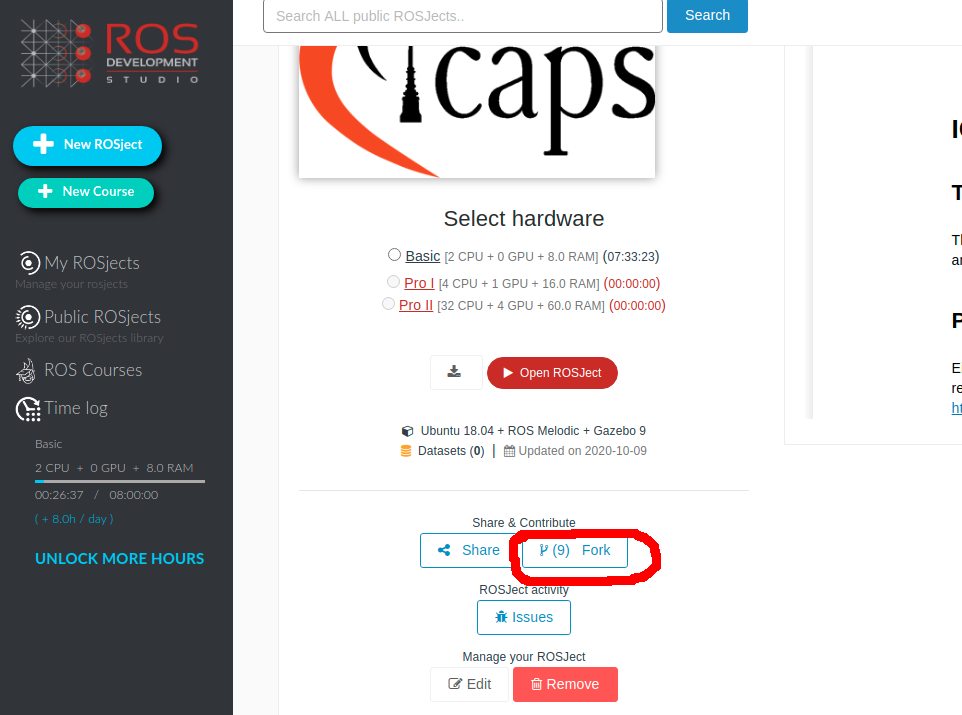 Search ALL public ROSJects..
Search
ROS
DEVELOPMENT
STUDIO
New ROSject
New Course
My ROSjects
Manage your rosjects
Public ROSjects
Explore our ROSjects library
ROS Courses
Time log
Basic
2 CPU + 0 GPU + 8.0 RAM
00:26:37 / 08:00:00
( + 8.0h / day )
UNLOCK MORE HOURS
caps
Select hardware
Basic [2 CPU + 0 GPU + 8.0 RAM] (07:33:23)
Pro I [4 CPU + 1 GPU + 16.0 RAM] (00:00:00)
Pro II [32 CPU + 4 GPU + 60.0 RAM] (00:00:00)
Open ROSJect
Ubuntu 18.04 + ROS Melodic + Gazebo 9
Datasets (0) | Updated on 2020-10-09
Share & Contribute
Share
(9) Fork
ROSJect activity
Issues
Manage your ROSJect
Edit
Remove